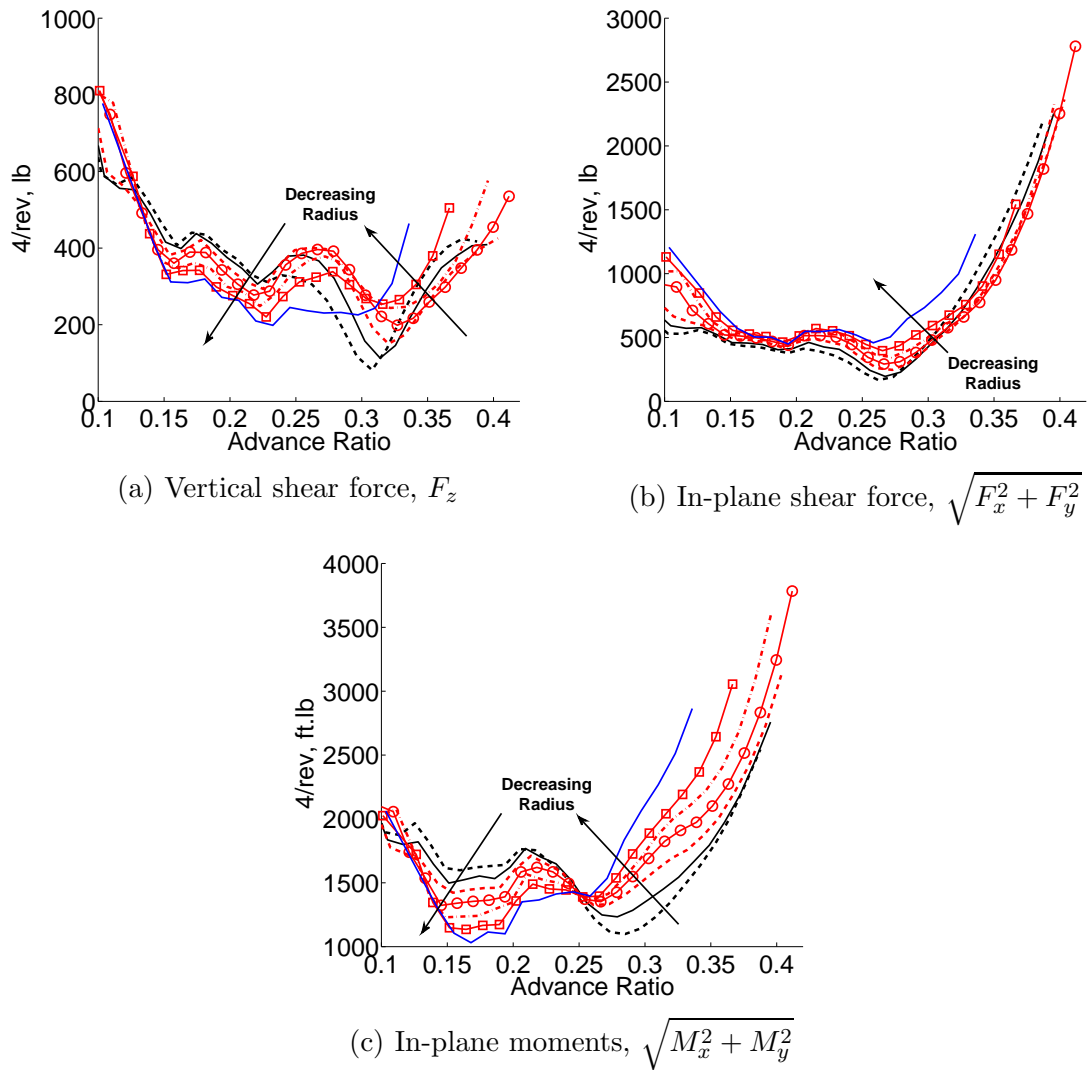 1000
800
600
400
200
0
4/rev, lb
Decreasing
Radius
0.1 0.15 0.2 0.25 0.3 0.35 0.4
Advance Ratio
(a) Vertical shear force, $F_z$
3000
2500
2000
1500
1000
500
0
4/rev, lb
Decreasing
Radius
0.1 0.15 0.2 0.25 0.3 0.35 0.4
Advance Ratio
(b) In-plane shear force, $\sqrt{F_x^2 + F_y^2}$
4000
3500
3000
2500
2000
1500
1000
4/rev, ft.lb
Decreasing
Radius
0.1 0.15 0.2 0.25 0.3 0.35 0.4
Advance Ratio
(c) In-plane moments, $\sqrt{M_x^2 + M_y^2}$